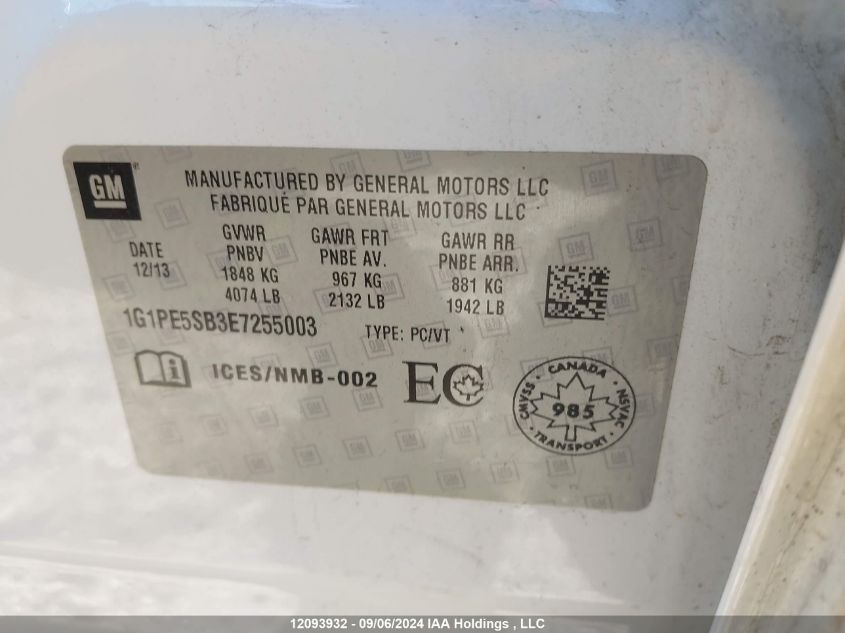 GM
MANUFACTURED BY GENERAL MOTORS LLC
FABRIQUÉ PAR GENERAL MOTORS LLC
DATE
12/13
GVWR
PNBV
1848 KG
4074 LB
GAWR FRT
PNBE AV.
967 KG
2132 LB
GAWR RR
PNBE ARR.
881 KG
1942 LB
1G1PE5SB3E7255003
TYPE: PC/VT
ICES/NMB-002
EC
CANADA
CMVSS
985
NSVAC
TRANSPORT
12093932 - 09/06/2024 IAA Holdings , LLC